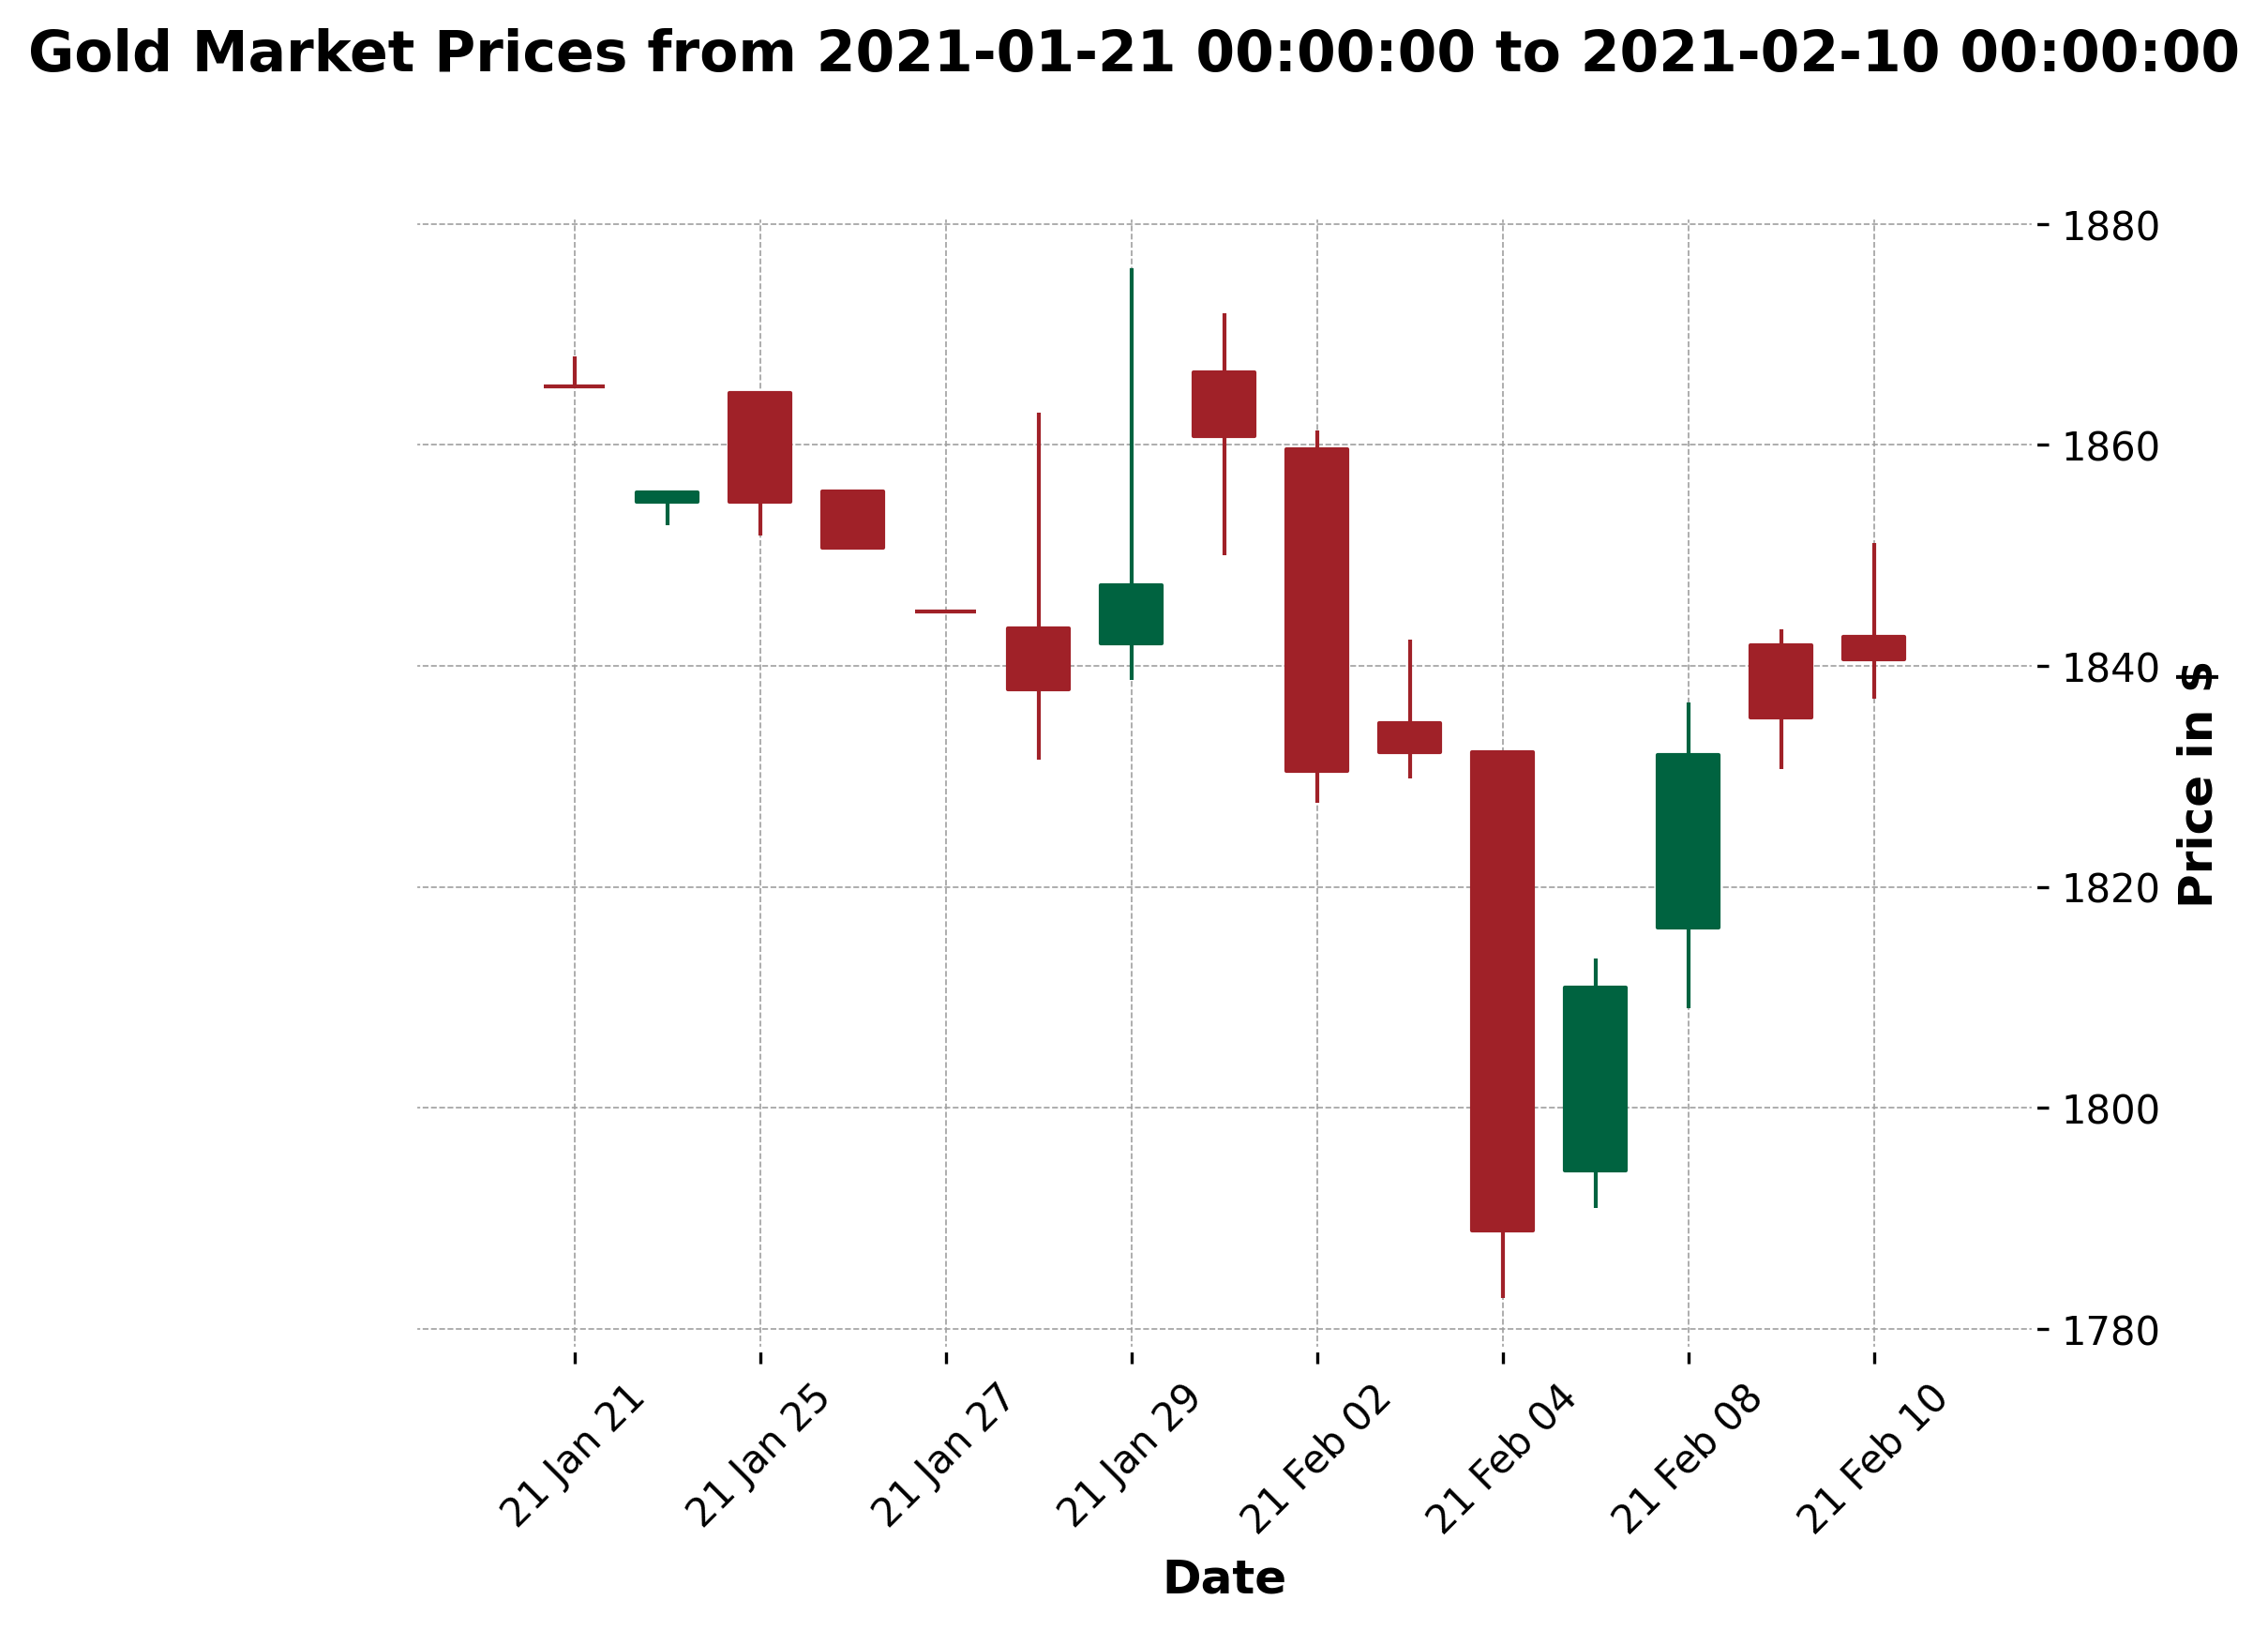 Gold Market Prices from 2021-01-21 00:00:00 to 2021-02-10 00:00:00
1880
1860
1840
1820
1800
1780
Price in $
21 Jan 21
21 Jan 25
21 Jan 27
21 Jan 29
21 Feb 02
21 Feb 04
21 Feb 08
21 Feb 10
Date